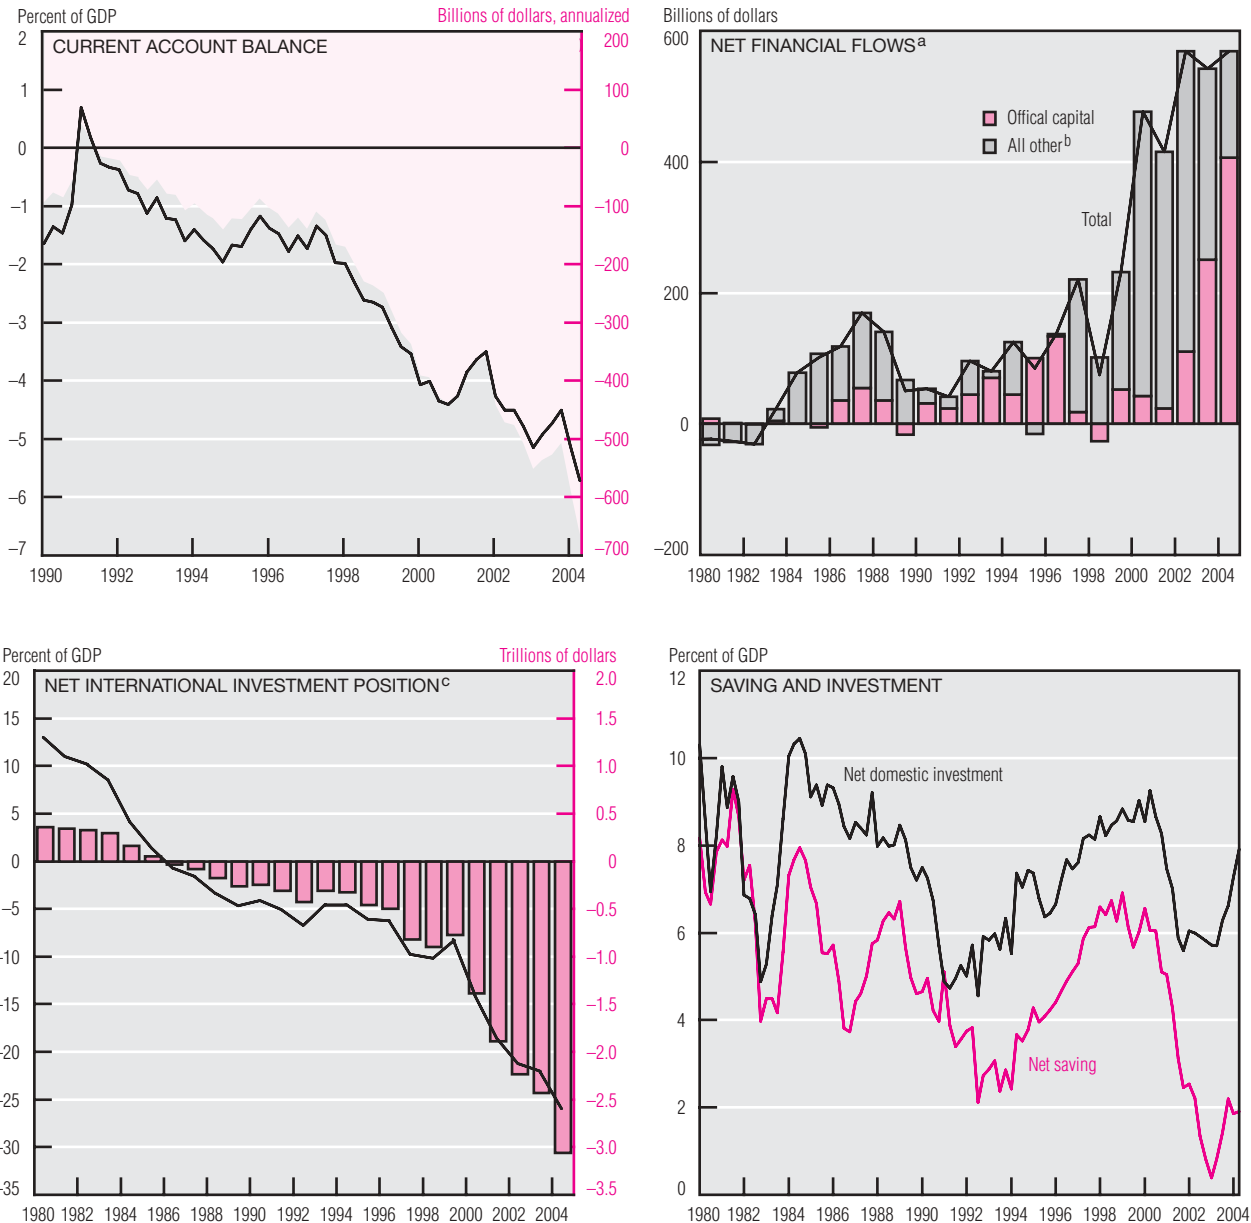 Percent of GDP
Billions of dollars, annualized
CURRENT ACCOUNT BALANCE
2
1
0
–1
–2
–3
–4
–5
–6
–7
200
100
0
–100
–200
–300
–400
–500
–600
–700
1990 1992 1994 1996 1998 2000 2002 2004
Billions of dollars
NET FINANCIAL FLOWSa
600
400
200
0
–200
Offical capital
All otherb
Total
1980 1982 1984 1986 1988 1990 1992 1994 1996 1998 2000 2002 2004
Percent of GDP
Trillions of dollars
NET INTERNATIONAL INVESTMENT POSITIONc
20
15
10
5
0
–5
–10
–15
–20
–25
–30
–35
2.0
1.5
1.0
0.5
0
–0.5
–1.0
–1.5
–2.0
–2.5
–3.0
–3.5
1980 1982 1984 1986 1988 1990 1992 1994 1996 1998 2000 2002 2004
Percent of GDP
SAVING AND INVESTMENT
12
10
8
6
4
2
0
Net domestic investment
Net saving
1980 1982 1984 1986 1988 1990 1992 1994 1996 1998 2000 2002 2004